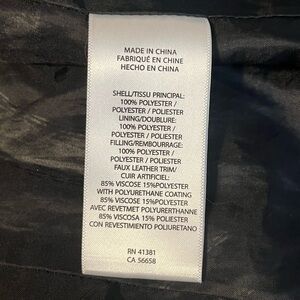 MADE IN CHINA
FABRIQUÉ EN CHINE
HECHO EN CHINA
SHELL/TISSU PRINCIPAL:
100% POLYESTER /
POLYESTER / POLIESTER
LINING/DOUBLURE:
100% POLYESTER /
POLYESTER / POLIESTER
FILLING/REMBOURRAGE:
100% POLYESTER /
POLYESTER / POLIESTER
FAUX LEATHER TRIM/
CUIR ARTIFICIEL:
85% VISCOSE 15%POLYESTER
WITH POLYURETHANE COATING
85% VISCOSE 15%POLYESTER
AVEC REVETMET POLYURERTHANNE
85% VISCOSA 15% POLIESTER
CON REVESTIMIENTO POLIURETANO
RN 41381
CA 56658